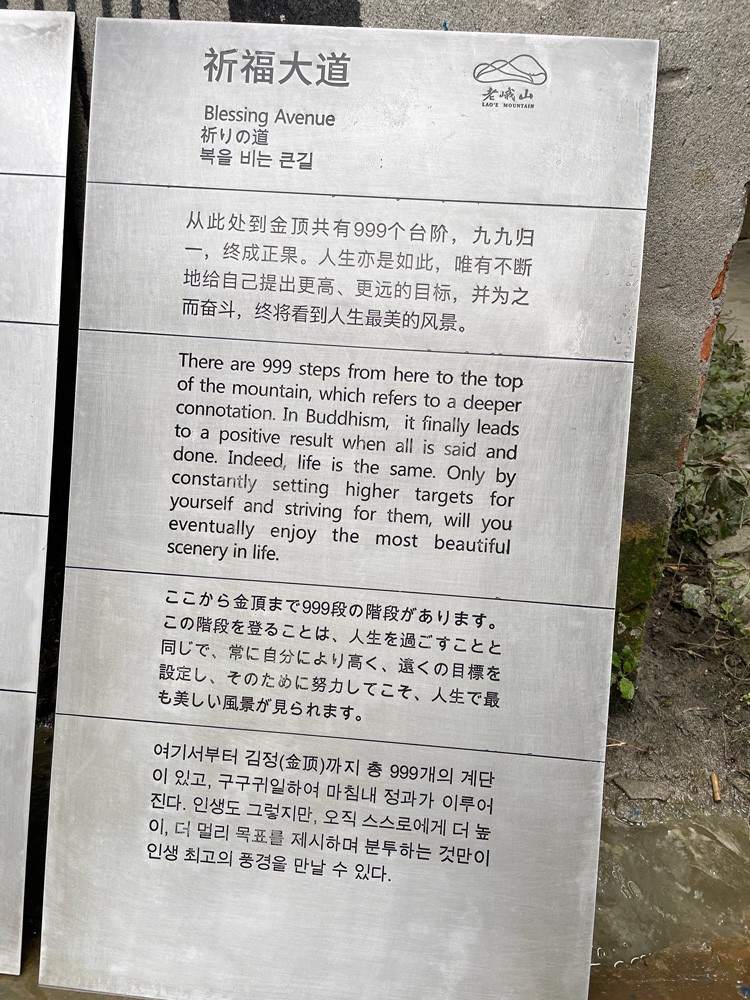 祈福大道
老峨山
LAO'E MOUNTAIN
Blessing Avenue
祈りの道
복을 비는 큰길
从此处到金顶共有999个台阶，九九归
一，终成正果。人生亦是如此，唯有不断
地给自己提出更高、更远的目标，并为之
而奋斗，终将看到人生最美的风景。
There are 999 steps from here to the top
of the mountain, which refers to a deeper
connotation. In Buddhism, it finally leads
to a positive result when all is said and
done. Indeed, life is the same. Only by
constantly setting higher targets for
yourself and striving for them, will you
eventually enjoy the most beautiful
scenery in life.
ここから金頂まで999段の階段があります。
この階段を登ることは、人生を過ごすことと
同じで、常に自分により高く、遠くの目標を
設定し、そのために努力してこそ、人生で最
も美しい風景が見られます。
여기서부터 김정(金顶)까지 총 999개의 계단
이 있고, 구구귀일하여 마침내 정과가 이루어
진다. 인생도 그렇지만, 오직 스스로에게 더 높
이, 더 멀리 목표를 제시하며 분투하는 것만이
인생 최고의 풍경을 만날 수 있다.